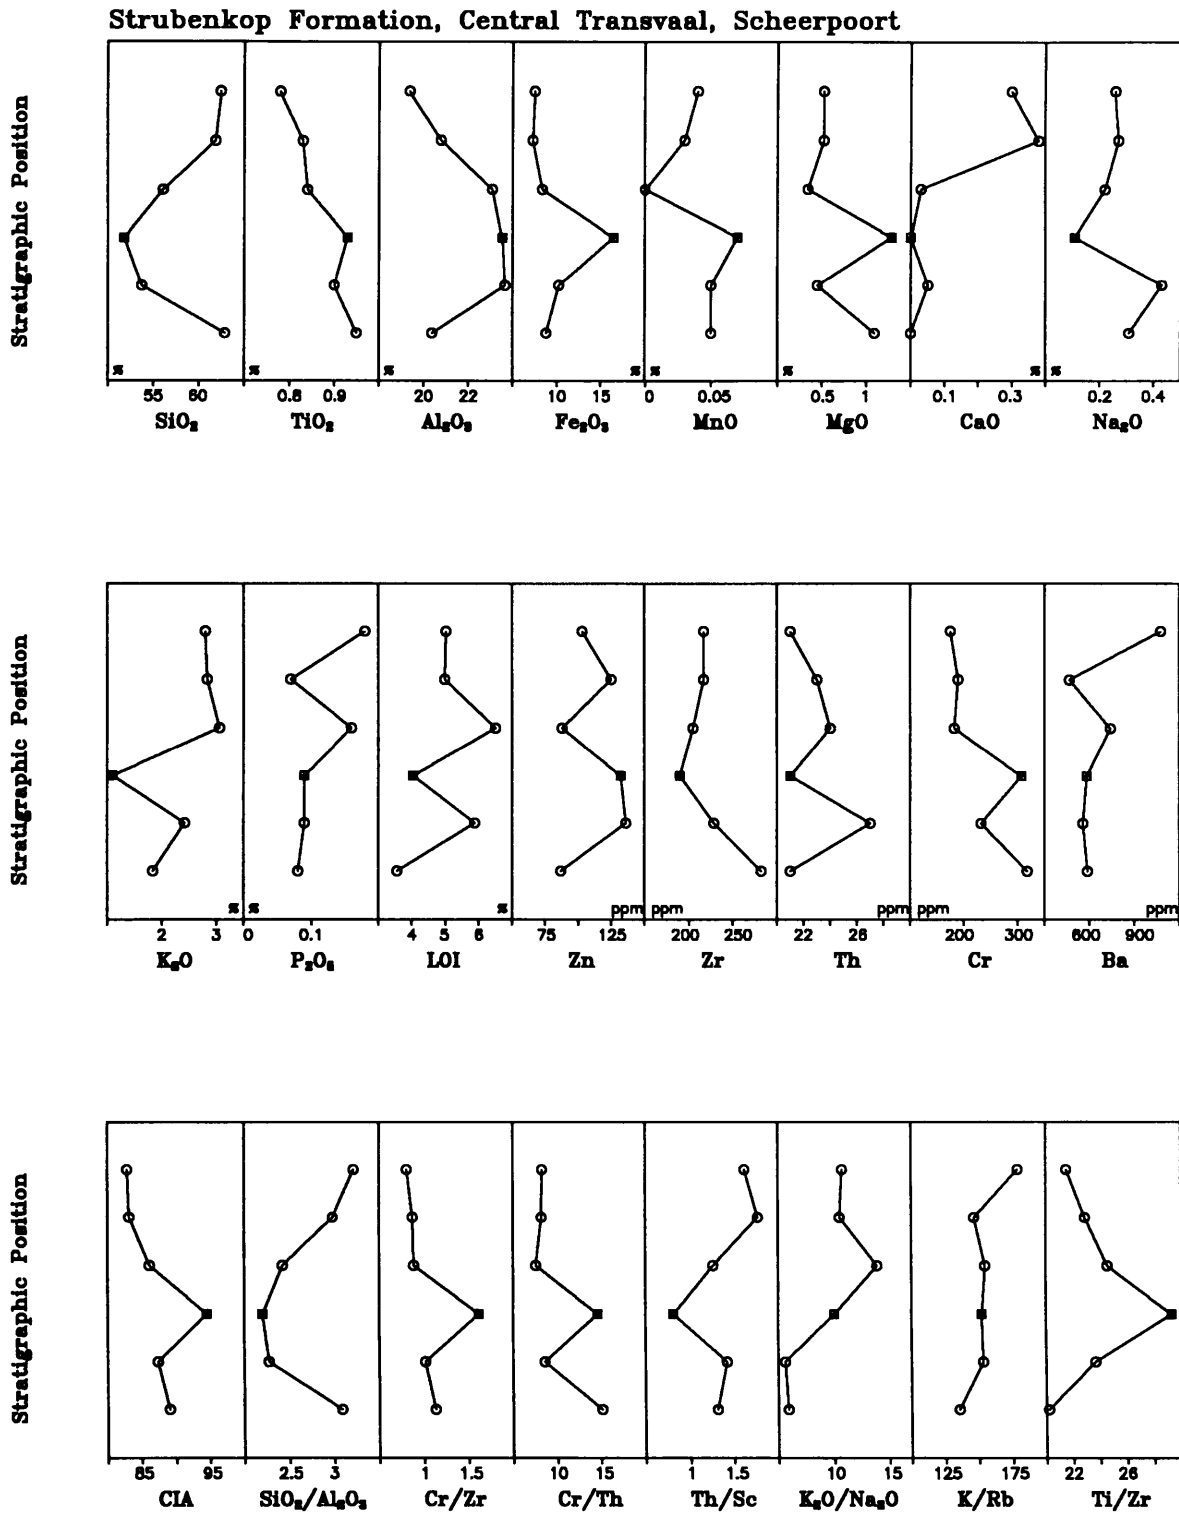 Strubenkop Formation, Central Transvaal, Scheerpoort
Stratigraphic Position
% % % % % % % %
55 60 0.8 0.9 20 22 10 15 0 0.05 0.5 1 0.1 0.3 0.2 0.4
SiO₂ TiO₂ Al₂O₃ Fe₂O₃ MnO MgO CaO Na₂O
Stratigraphic Position
% % % ppm ppm ppm ppm ppm
2 3 0 0.1 4 5 6 75 125 200 250 22 26 200 300 600 900
K₂O P₂O₅ LOI Zn Zr Th Cr Ba
Stratigraphic Position
85 95 2.5 3 1 1.5 10 15 1 1.5 10 15 125 175 22 26
CIA SiO₂/Al₂O₃ Cr/Zr Cr/Th Th/Sc K₂O/Na₂O K/Rb Ti/Zr